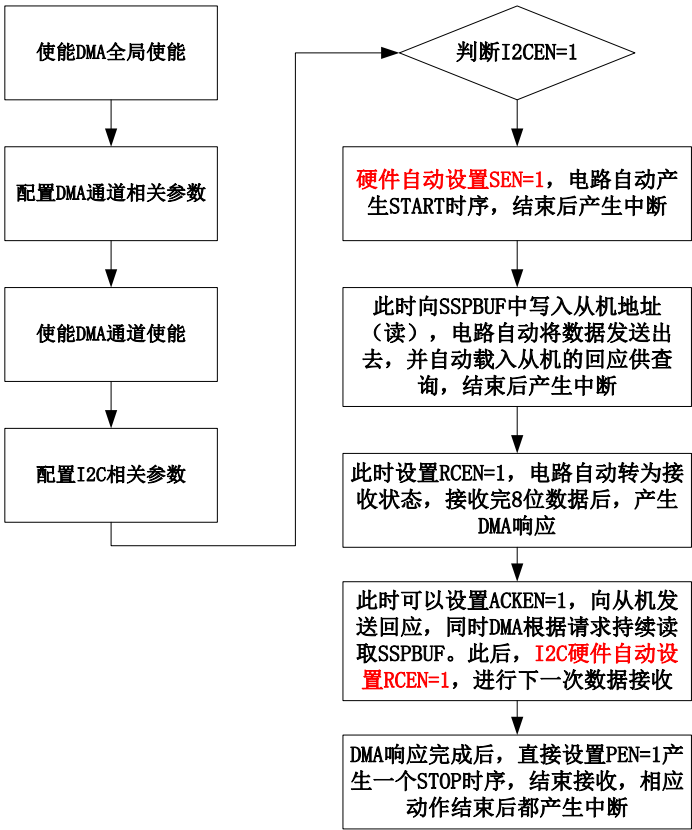 使能DMA全局使能
配置DMA通道相关参数
使能DMA通道使能
配置I2C相关参数
判断I2CEN=1
硬件自动设置SEN=1，电路自动产
生START时序，结束后产生中断
此时向SSPBUF中写入从机地址
（读），电路自动将数据发送出
去，并自动载入从机的回应供查
询，结束后产生中断
此时设置RCEN=1，电路自动转为接
收状态，接收完8位数据后，产生
DMA响应
此时可以设置ACKEN=1，向从机发
送回应，同时DMA根据请求持续读
取SSPBUF。此后，I2C硬件自动设
置RCEN=1，进行下一次数据接收
DMA响应完成后，直接设置PEN=1产
生一个STOP时序，结束接收，相应
动作结束后都产生中断